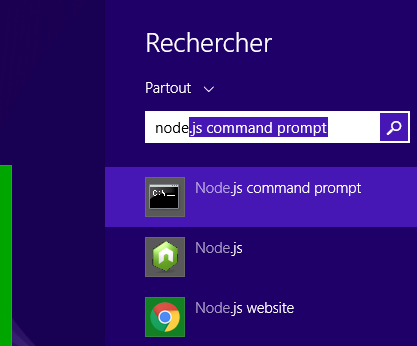 Rechercher
Partout
node.js command prompt
C:\._
Node.js command prompt
Node.js
Node.js website